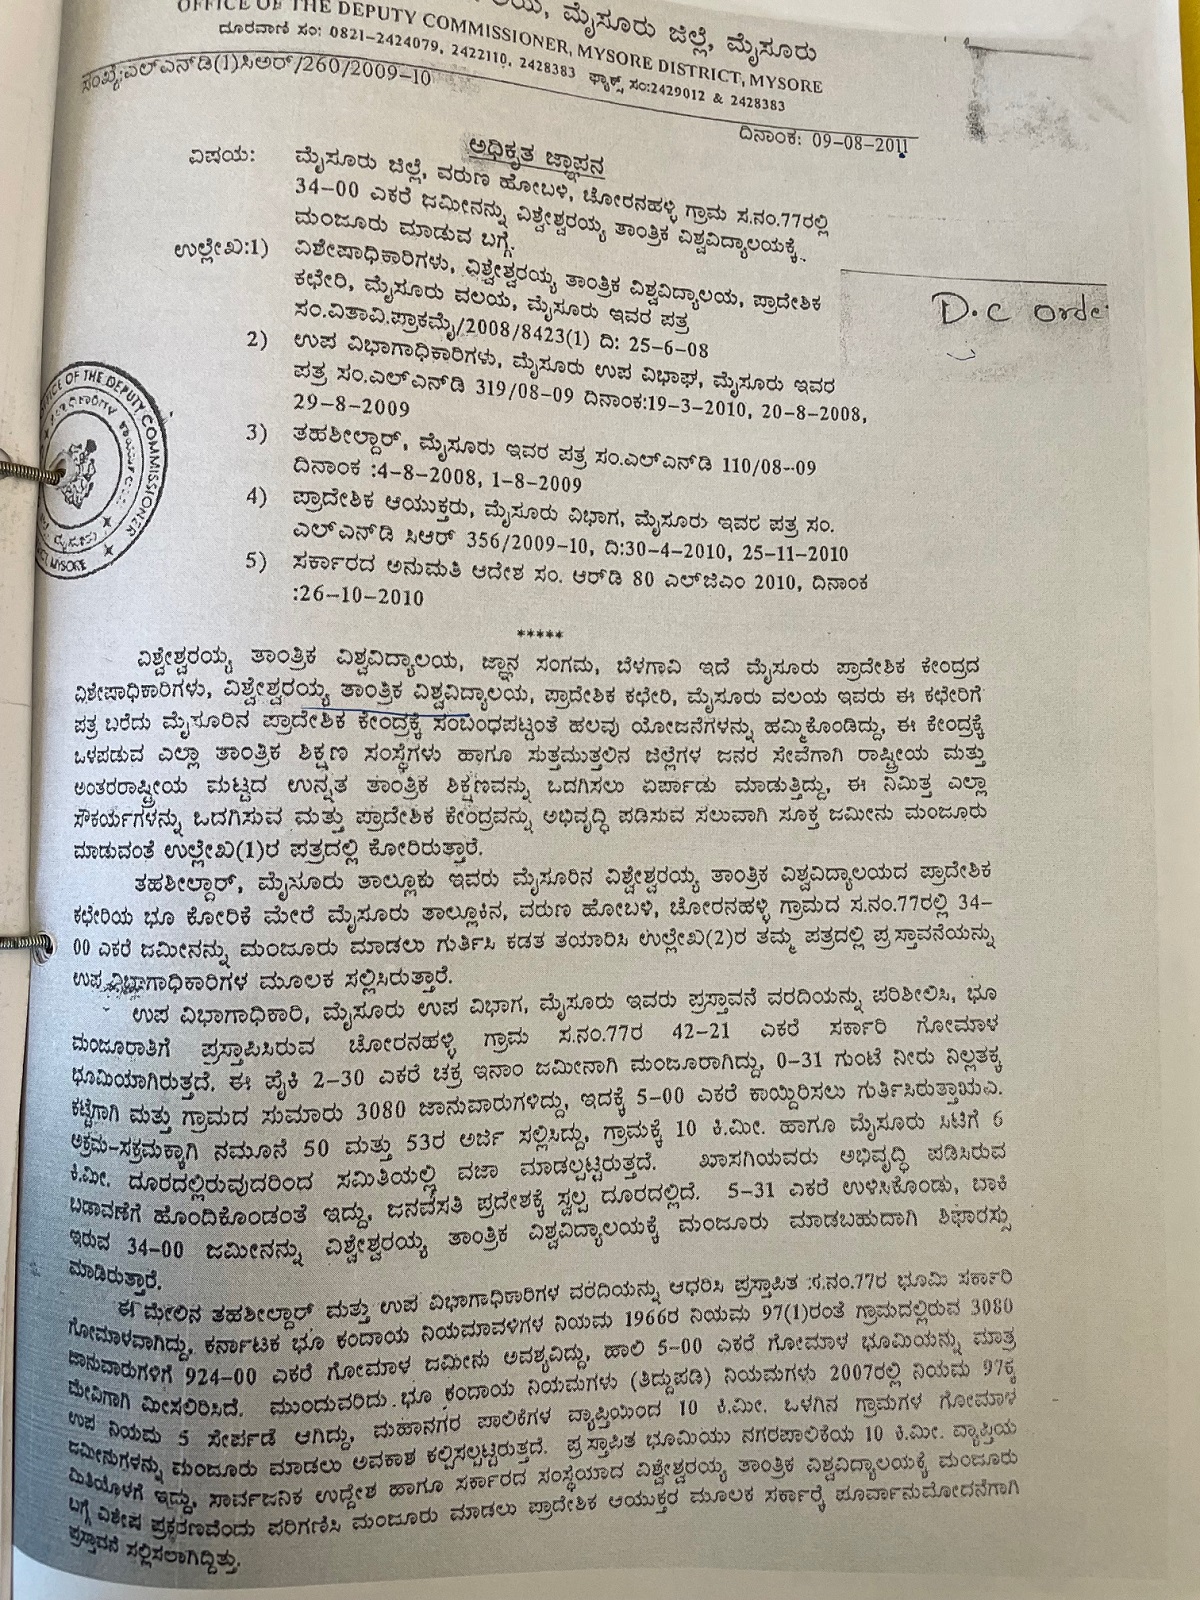 ಮೈಸೂರು ಜಿಲ್ಲೆ, ಮೈಸೂರು
OFFICE OF THE DEPUTY COMMISSIONER, MYSORE DISTRICT, MYSORE
ದೂರವಾಣಿ ಸಂ: 0821-2424079, 2422110, 2428383 ಫ್ಯಾಕ್ಸ್ ಸಂ:2429012 & 2428383
ಸಂಖ್ಯೆ:ಎಲ್ಎನ್‌ಡಿ(1)ಸಿಆರ್/260/2009-10
ದಿನಾಂಕ: 09-08-2011
ಅಧಿಕೃತ ಜ್ಞಾಪನ
ವಿಷಯ: ಮೈಸೂರು ಜಿಲ್ಲೆ, ವರುಣ ಹೋಬಳಿ, ಚೋರನಹಳ್ಳಿ ಗ್ರಾಮ ಸ.ನಂ.77ರಲ್ಲಿ
34-00 ಎಕರೆ ಜಮೀನನ್ನು ವಿಶ್ವೇಶ್ವರಯ್ಯ ತಾಂತ್ರಿಕ ವಿಶ್ವವಿದ್ಯಾಲಯಕ್ಕೆ
ಮಂಜೂರು ಮಾಡುವ ಬಗ್ಗೆ.
ಉಲ್ಲೇಖ:1) ವಿಶೇಷಾಧಿಕಾರಿಗಳು, ವಿಶ್ವೇಶ್ವರಯ್ಯ ತಾಂತ್ರಿಕ ವಿಶ್ವವಿದ್ಯಾಲಯ, ಪ್ರಾದೇಶಿಕ
ಕಛೇರಿ, ಮೈಸೂರು ವಲಯ, ಮೈಸೂರು ಇವರ ಪತ್ರ
ಸಂ.ವಿತಾವಿ.ಪ್ರಾಕಮೈ/2008/8423(1) ದಿ: 25-6-08
D.C orde
2) ಉಪ ವಿಭಾಗಾಧಿಕಾರಿಗಳು, ಮೈಸೂರು ಉಪ ವಿಭಾಘ, ಮೈಸೂರು ಇವರ
ಪತ್ರ ಸಂ.ಎಲ್ಎನ್‌ಡಿ 319/08-09 ದಿನಾಂಕ:19-3-2010, 20-8-2008,
29-8-2009
3) ತಹಶೀಲ್ದಾರ್, ಮೈಸೂರು ಇವರ ಪತ್ರ ಸಂ.ಎಲ್ಎನ್‌ಡಿ 110/08-09
ದಿನಾಂಕ :4-8-2008, 1-8-2009
4) ಪ್ರಾದೇಶಿಕ ಆಯುಕ್ತರು, ಮೈಸೂರು ವಿಭಾಗ, ಮೈಸೂರು ಇವರ ಪತ್ರ ಸಂ.
ಎಲ್ಎನ್‌ಡಿ ಸಿಆರ್ 356/2009-10, ದಿ:30-4-2010, 25-11-2010
5) ಸರ್ಕಾರದ ಅನುಮತಿ ಆದೇಶ ಸಂ. ಆರ್‌ಡಿ 80 ಎಲ್‌ಜಿಎಂ 2010, ದಿನಾಂಕ
:26-10-2010
OFFICE OF THE DEPUTY COMMISSIONER
MYSORE
*****
ವಿಶ್ವೇಶ್ವರಯ್ಯ ತಾಂತ್ರಿಕ ವಿಶ್ವವಿದ್ಯಾಲಯ, ಜ್ಞಾನ ಸಂಗಮ, ಬೆಳಗಾವಿ ಇದೆ ಮೈಸೂರು ಪ್ರಾದೇಶಿಕ ಕೇಂದ್ರದ
ವಿಶೇಷಾಧಿಕಾರಿಗಳು, ವಿಶ್ವೇಶ್ವರಯ್ಯ ತಾಂತ್ರಿಕ ವಿಶ್ವವಿದ್ಯಾಲಯ, ಪ್ರಾದೇಶಿಕ ಕಛೇರಿ, ಮೈಸೂರು ವಲಯ ಇವರು ಈ ಕಛೇರಿಗೆ
ಪತ್ರ ಬರೆದು ಮೈಸೂರಿನ ಪ್ರಾದೇಶಿಕ ಕೇಂದ್ರಕ್ಕೆ ಸಂಬಂಧಪಟ್ಟಂತೆ ಹಲವು ಯೋಜನೆಗಳನ್ನು ಹಮ್ಮಿಕೊಂಡಿದ್ದು, ಈ ಕೇಂದ್ರಕ್ಕೆ
ಒಳಪಡುವ ಎಲ್ಲಾ ತಾಂತ್ರಿಕ ಶಿಕ್ಷಣ ಸಂಸ್ಥೆಗಳು ಹಾಗೂ ಸುತ್ತಮುತ್ತಲಿನ ಜಿಲ್ಲೆಗಳ ಜನರ ಸೇವೆಗಾಗಿ ರಾಷ್ಟ್ರೀಯ ಮತ್ತು
ಅಂತರರಾಷ್ಟ್ರೀಯ ಮಟ್ಟದ ಉನ್ನತ ತಾಂತ್ರಿಕ ಶಿಕ್ಷಣವನ್ನು ಒದಗಿಸಲು ಏರ್ಪಾಡು ಮಾಡುತ್ತಿದ್ದು, ಈ ನಿಮಿತ್ತ ಎಲ್ಲಾ
ಸೌಕರ್ಯಗಳನ್ನು ಒದಗಿಸುವ ಮತ್ತು ಪ್ರಾದೇಶಿಕ ಕೇಂದ್ರವನ್ನು ಅಭಿವೃದ್ಧಿ ಪಡಿಸುವ ಸಲುವಾಗಿ ಸೂಕ್ತ ಜಮೀನು ಮಂಜೂರು
ಮಾಡುವಂತೆ ಉಲ್ಲೇಖ(1)ರ ಪತ್ರದಲ್ಲಿ ಕೋರಿರುತ್ತಾರೆ.
ತಹಶೀಲ್ದಾರ್, ಮೈಸೂರು ತಾಲ್ಲೂಕು ಇವರು ಮೈಸೂರಿನ ವಿಶ್ವೇಶ್ವರಯ್ಯ ತಾಂತ್ರಿಕ ವಿಶ್ವವಿದ್ಯಾಲಯದ ಪ್ರಾದೇಶಿಕ
ಕಛೇರಿಯ ಭೂ ಕೋರಿಕೆ ಮೇರೆ ಮೈಸೂರು ತಾಲ್ಲೂಕಿನ, ವರುಣ ಹೋಬಳಿ, ಚೋರನಹಳ್ಳಿ ಗ್ರಾಮದ ಸ.ನಂ.77ರಲ್ಲಿ 34-
00 ಎಕರೆ ಜಮೀನನ್ನು ಮಂಜೂರು ಮಾಡಲು ಗುರ್ತಿಸಿ ಕಡತ ತಯಾರಿಸಿ ಉಲ್ಲೇಖ(2)ರ ತಮ್ಮ ಪತ್ರದಲ್ಲಿ ಪ್ರಸ್ತಾವನೆಯನ್ನು
ಉಪ ವಿಭಾಗಾಧಿಕಾರಿಗಳ ಮೂಲಕ ಸಲ್ಲಿಸಿರುತ್ತಾರೆ.
ಉಪ ವಿಭಾಗಾಧಿಕಾರಿ, ಮೈಸೂರು ಉಪ ವಿಭಾಗ, ಮೈಸೂರು ಇವರು ಪ್ರಸ್ತಾವನೆ ವರದಿಯನ್ನು ಪರಿಶೀಲಿಸಿ, ಭೂ
ಮಂಜೂರಾತಿಗೆ ಪ್ರಸ್ತಾಪಿಸಿರುವ ಚೋರನಹಳ್ಳಿ ಗ್ರಾಮ ಸ.ನಂ.77ರ 42-21 ಎಕರೆ ಸರ್ಕಾರಿ ಗೋಮಾಳ
ಭೂಮಿಯಾಗಿರುತ್ತದೆ. ಈ ಪೈಕಿ 2-30 ಎಕರೆ ಚಕ್ರ ಇನಾಂ ಜಮೀನಾಗಿ ಮಂಜೂರಾಗಿದ್ದು, 0-31 ಗುಂಟೆ ನೀರು ನಿಲ್ಲತಕ್ಕ
ಕಟ್ಟೆಗಾಗಿ ಮತ್ತು ಗ್ರಾಮದ ಸುಮಾರು 3080 ಜಾನುವಾರುಗಳಿದ್ದು, ಇದಕ್ಕೆ 5-00 ಎಕರೆ ಕಾಯ್ದಿರಿಸಲು
ಅಕ್ರಮ-ಸಕ್ರಮಕ್ಕಾಗಿ ನಮೂನೆ 50 ಮತ್ತು 53ರ ಅರ್ಜಿ ಸಲ್ಲಿಸಿದ್ದು, ಗ್ರಾಮಕ್ಕೆ 10 ಕಿ.ಮೀ. ಹಾಗೂ ಮೈಸೂರು ಸಿಟಿಗೆ 6
ಕಿ.ಮೀ. ದೂರದಲ್ಲಿರುವುದರಿಂದ ಸಮಿತಿಯಲ್ಲಿ ವಜಾ ಮಾಡಲ್ಪಟ್ಟಿರುತ್ತದೆ. ಖಾಸಗಿಯವರು ಅಭಿವೃದ್ಧಿ ಪಡಿಸಿರುವ
ಬಡಾವಣೆಗೆ ಹೊಂದಿಕೊಂಡಂತೆ ಇದ್ದು, ಜನವಸತಿ ಪ್ರದೇಶಕ್ಕೆ ಸ್ವಲ್ಪ ದೂರದಲ್ಲಿದೆ. 5-31 ಎಕರೆ ಉಳಿಸಿಕೊಂಡು, ಬಾಕಿ
ಇರುವ 34-00 ಜಮೀನನ್ನು ವಿಶ್ವೇಶ್ವರಯ್ಯ ತಾಂತ್ರಿಕ ವಿಶ್ವವಿದ್ಯಾಲಯಕ್ಕೆ ಮಂಜೂರು ಮಾಡಬಹುದಾಗಿ ಶಿಫಾರಸ್ಸು
ಮಾಡಿರುತ್ತಾರೆ.
ಈ ಮೇಲಿನ ತಹಶೀಲ್ದಾರ್ ಮತ್ತು ಉಪ ವಿಭಾಗಾಧಿಕಾರಿಗಳ ವರದಿಯನ್ನು ಆಧರಿಸಿ ಪ್ರಸ್ತಾಪಿತ ಸ.ನಂ.77ರ ಭೂಮಿ ಸರ್ಕಾರಿ
ಗೋಮಾಳವಾಗಿದ್ದು, ಕರ್ನಾಟಕ ಭೂ ಕಂದಾಯ ನಿಯಮಾವಳಿಗಳ ನಿಯಮ 1966ರ ನಿಯಮ 97(1)ರಂತೆ ಗ್ರಾಮದಲ್ಲಿರುವ 3080
ಜಾನುವಾರುಗಳಿಗೆ 924-00 ಎಕರೆ ಗೋಮಾಳ ಜಮೀನು ಅವಶ್ಯವಿದ್ದು, ಹಾಲಿ 5-00 ಎಕರೆ ಗೋಮಾಳ ಭೂಮಿಯನ್ನು ಮಾತ್ರ
ಮೇವಿಗಾಗಿ ಮೀಸಲಿರಿಸಿದೆ. ಮುಂದುವರಿದು ಭೂ ಕಂದಾಯ ನಿಯಮಗಳು (ತಿದ್ದುಪಡಿ) ನಿಯಮಗಳು 2007ರಲ್ಲಿ ನಿಯಮ 97ಕ್ಕೆ
ಉಪ ನಿಯಮ 5 ಸೇರ್ಪಡೆ ಆಗಿದ್ದು, ಮಹಾನಗರ ಪಾಲಿಕೆಗಳ ವ್ಯಾಪ್ತಿಯಿಂದ 10 ಕಿ.ಮೀ. ಒಳಗಿನ ಗ್ರಾಮಗಳ ಗೋಮಾಳ
ಜಮೀನುಗಳನ್ನು ಮಂಜೂರು ಮಾಡಲು ಅವಕಾಶ ಕಲ್ಪಿಸಲ್ಪಟ್ಟಿರುತ್ತದೆ. ಪ್ರಸ್ತಾಪಿತ ಭೂಮಿಯು ನಗರಪಾಲಿಕೆಯ 10 ಕಿ.ಮೀ. ವ್ಯಾಪ್ತಿಯ
ಮಿತಿಯೊಳಗೆ ಇದ್ದು, ಸಾರ್ವಜನಿಕ ಉದ್ದೇಶ ಹಾಗೂ ಸರ್ಕಾರದ ಸಂಸ್ಥೆಯಾದ ವಿಶ್ವೇಶ್ವರಯ್ಯ ತಾಂತ್ರಿಕ ವಿಶ್ವವಿದ್ಯಾಲಯಕ್ಕೆ ಮಂಜೂರು
ಬಗ್ಗೆ ವಿಶೇಷ ಪ್ರಕರಣವೆಂದು ಪರಿಗಣಿಸಿ ಮಂಜೂರು ಮಾಡಲು ಪ್ರಾದೇಶಿಕ ಆಯುಕ್ತರ ಮೂಲಕ ಸರ್ಕಾರಕ್ಕೆ ಪೂರ್ವಾನುಮೋದನೆಗಾಗಿ
ಪ್ರಸ್ತಾವನೆ ಸಲ್ಲಿಸಲಾಗಿದ್ದಿತ್ತು.